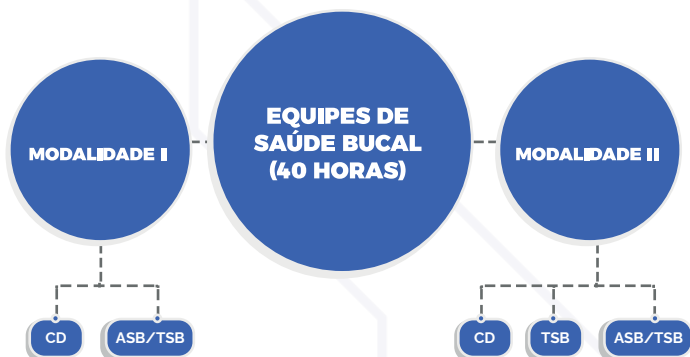 EQUIPES DE
SAÚDE BUCAL
(40 HORAS)
MODALIDADE I
MODALIDADE II
CD
ASB/TSB
CD
TSB
ASB/TSB